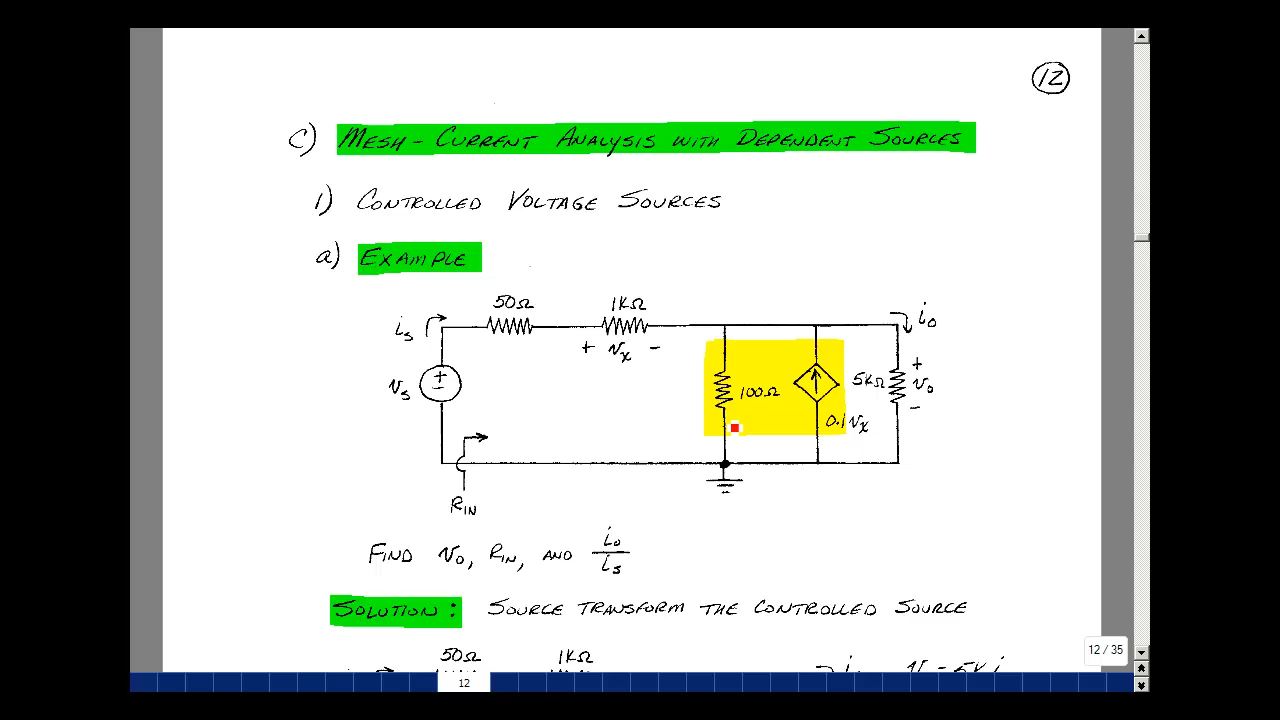 12
C) MESH-CURRENT ANALYSIS WITH DEPENDENT SOURCES
1) CONTROLLED VOLTAGE SOURCES
a) EXAMPLE
50Ω 1KΩ
is io
+ vx -
vs + - 100Ω 5KΩ + vo -
0.1 vx
RIN
FIND vo, RIN, AND io/is
SOLUTION: SOURCE TRANSFORM THE CONTROLLED SOURCE
50Ω 1KΩ
12 / 35
12